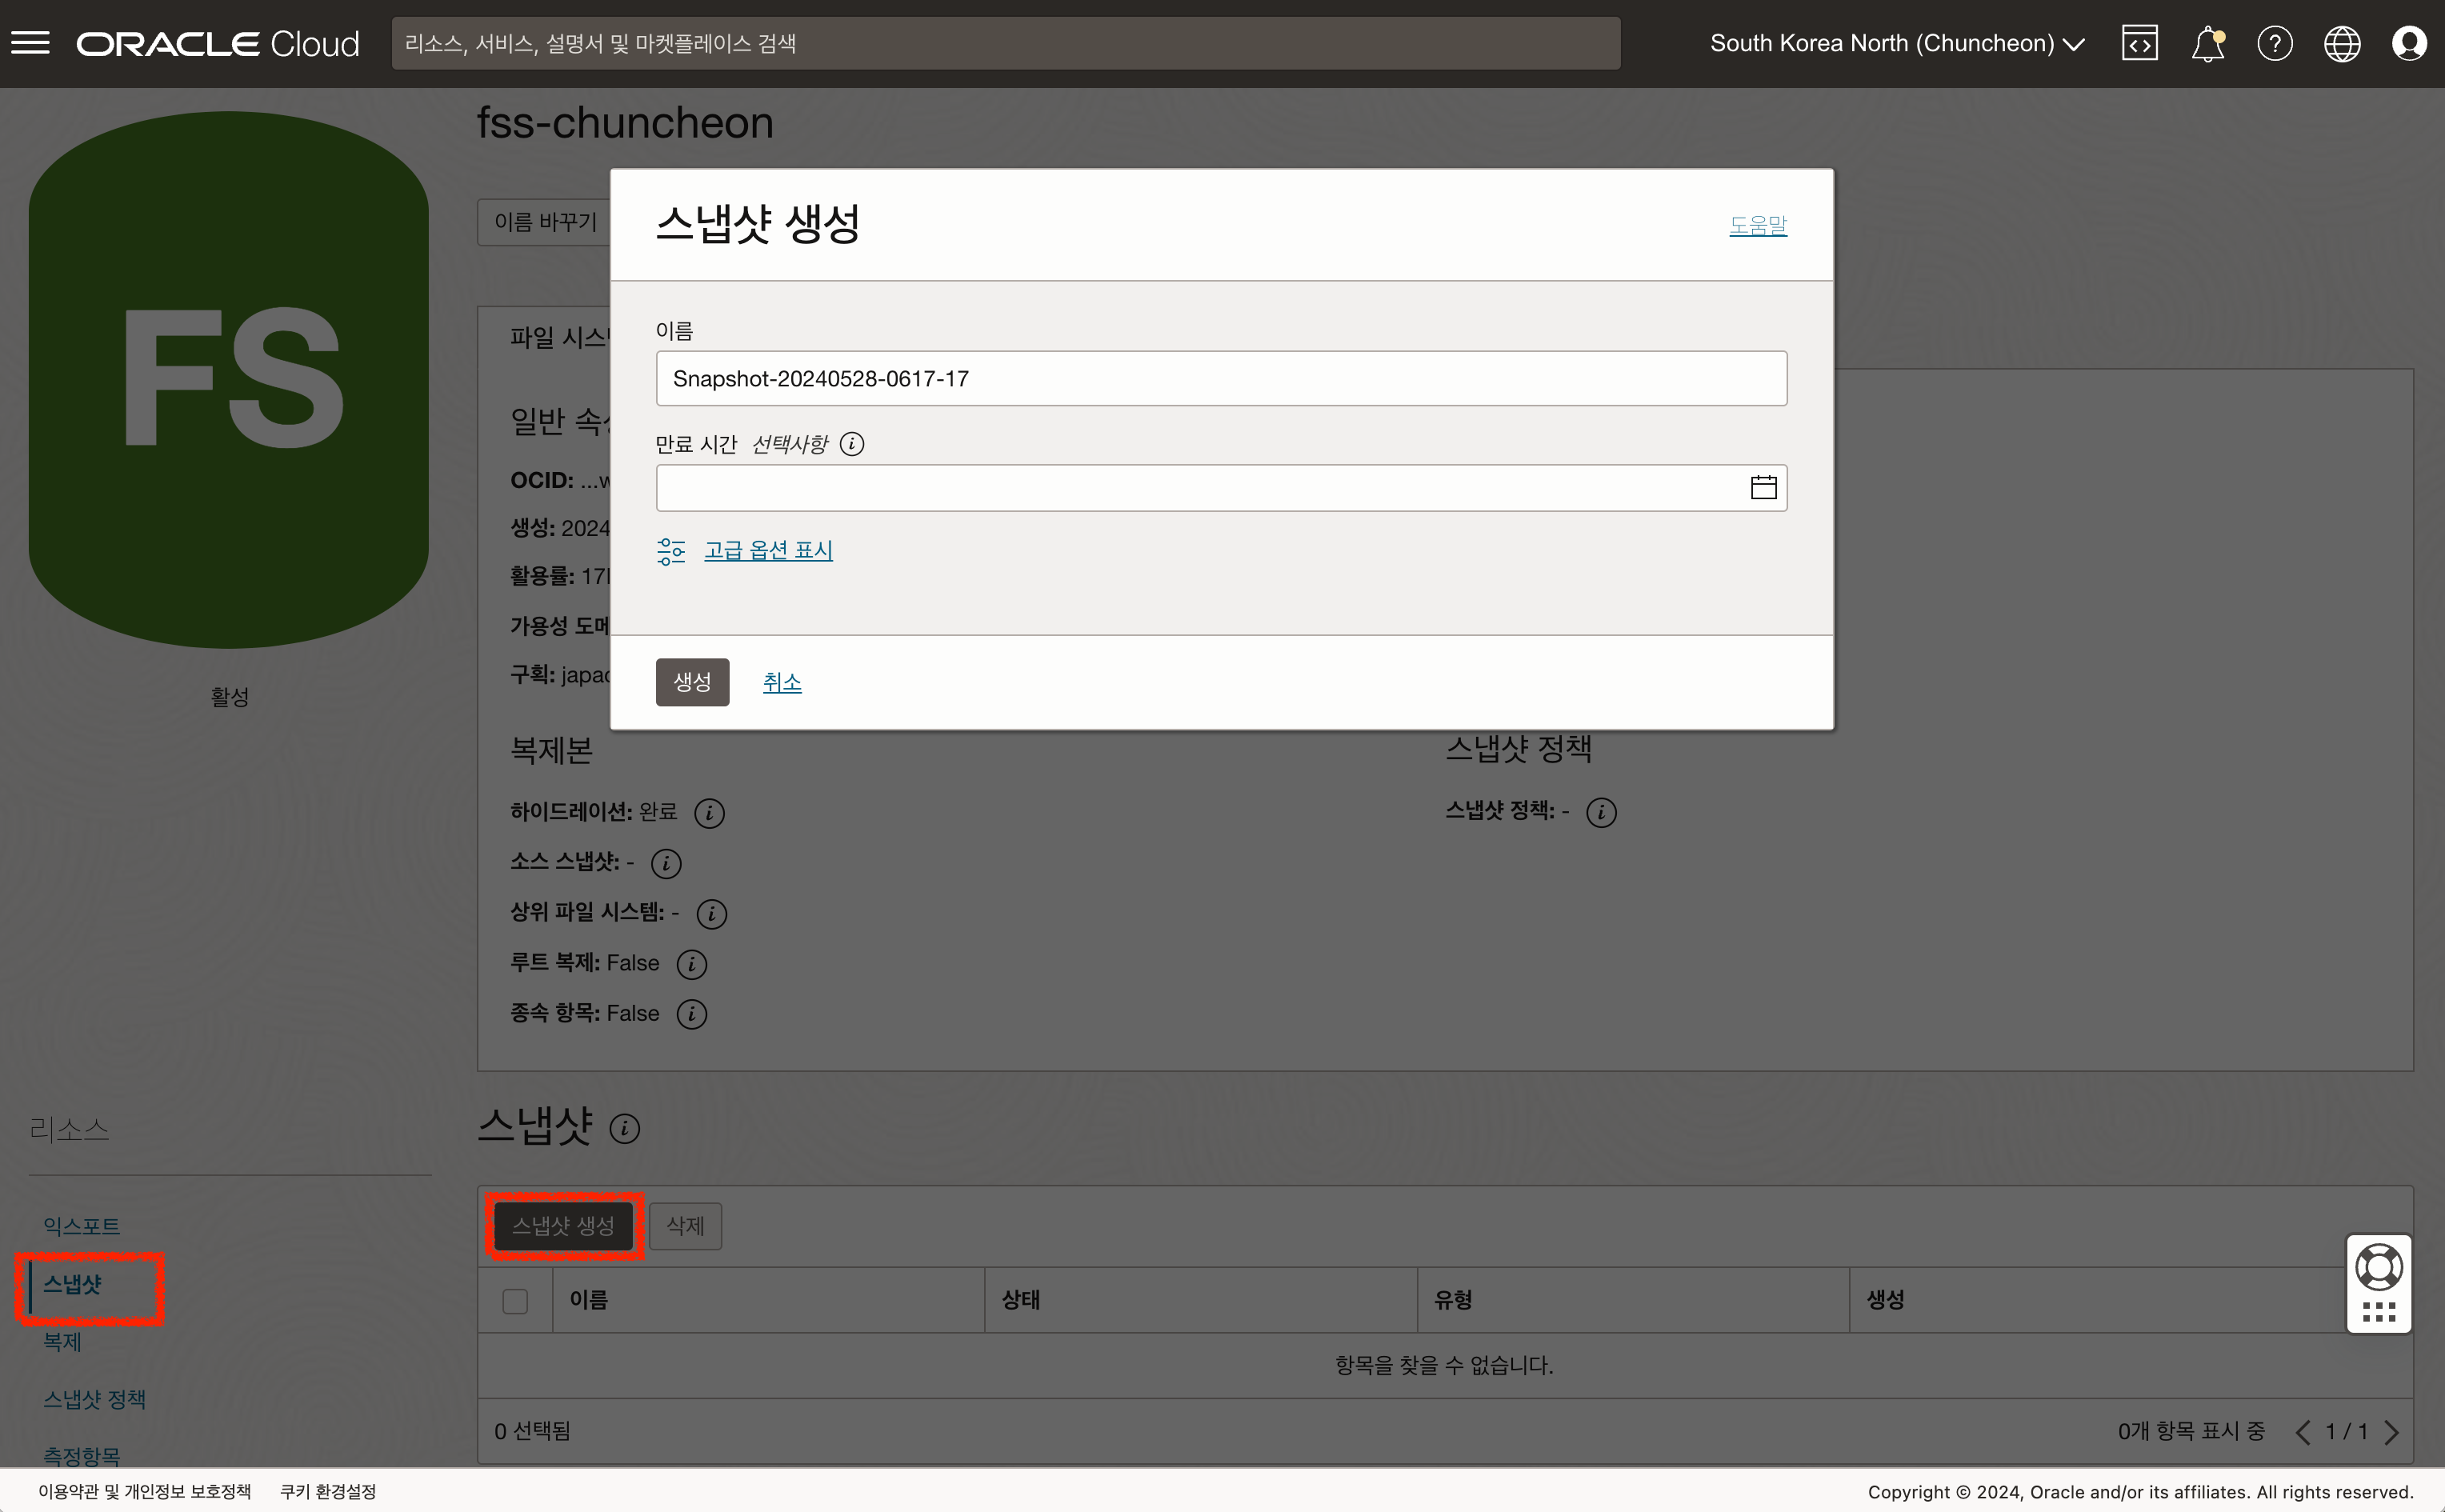 ORACLE Cloud
리소스, 서비스, 설명서 및 마켓플레이스 검색
South Korea North (Chuncheon)
fss-chuncheon
FS
활성
이름 바꾸기
스냅샷 생성
도움말
이름
Snapshot-20240528-0617-17
만료 시간 선택사항
고급 옵션 표시
생성 취소
파일 시스
일반 속
OCID: ...w
생성: 2024
활용률: 17
가용성 도메
구획: japac
복제본
하이드레이션: 완료
소스 스냅샷: -
상위 파일 시스템: -
루트 복제: False
종속 항목: False
스냅샷 정책
스냅샷 정책: -
리소스
익스포트
스냅샷
복제
스냅샷 정책
측정항목
스냅샷
스냅샷 생성 삭제
이름 상태 유형 생성
항목을 찾을 수 없습니다.
0 선택됨 0개 항목 표시 중 1 / 1
이용약관 및 개인정보 보호정책 쿠키 환경설정 Copyright © 2024, Oracle and/or its affiliates. All rights reserved.